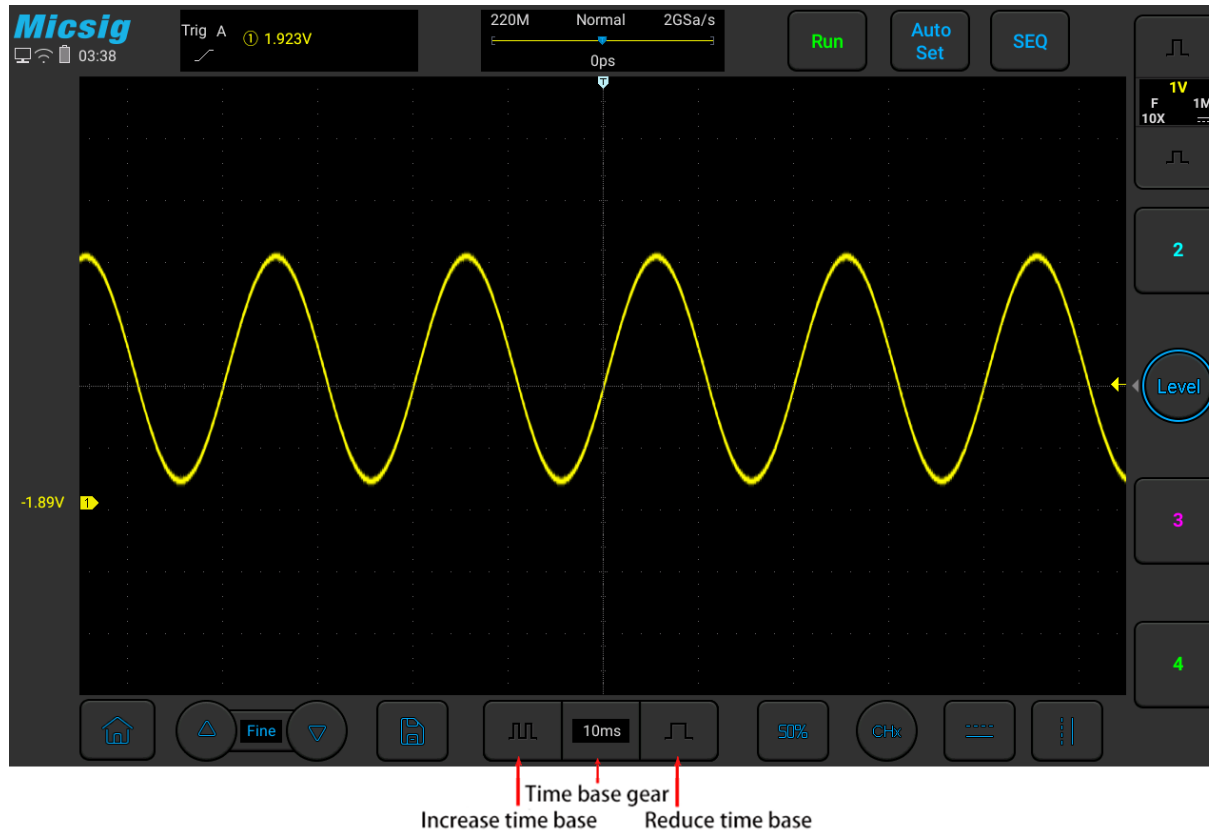 Micsig
03:38
Trig A ① 1.923V
220M Normal 2GSa/s
0ps
Run
Auto
Set
SEQ
T
1V
F 1M
10X
2
Level
-1.89V 1
3
4
Fine
10ms
50%
CHx
Time base gear
Increase time base Reduce time base